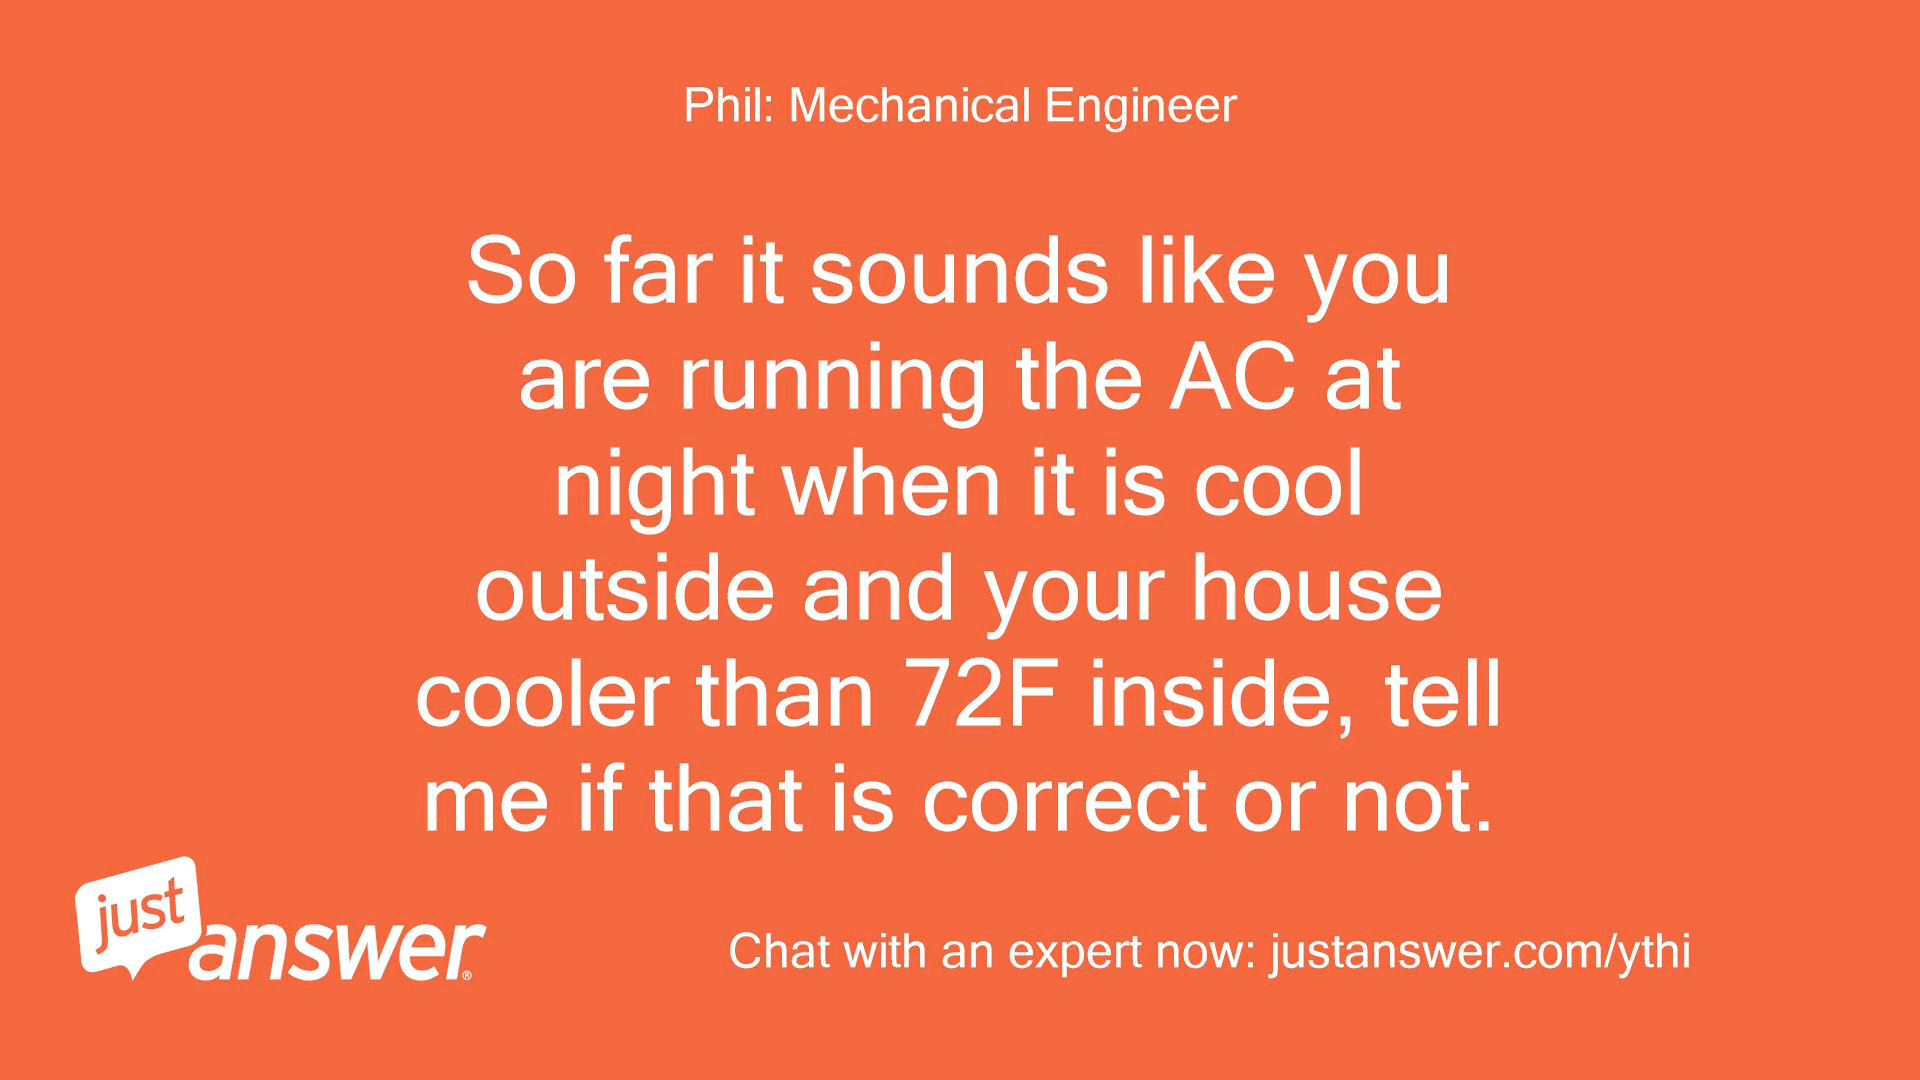 Phil: Mechanical Engineer
So far it sounds like you
are running the AC at
night when it is cool
outside and your house
cooler than 72F inside, tell
me if that is correct or not.
just
answer®
Chat with an expert now: justanswer.com/ythi